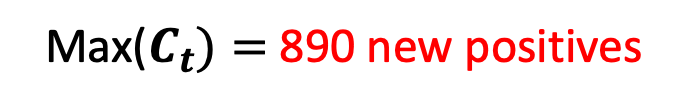 Max(Cₜ) = 890 new positives